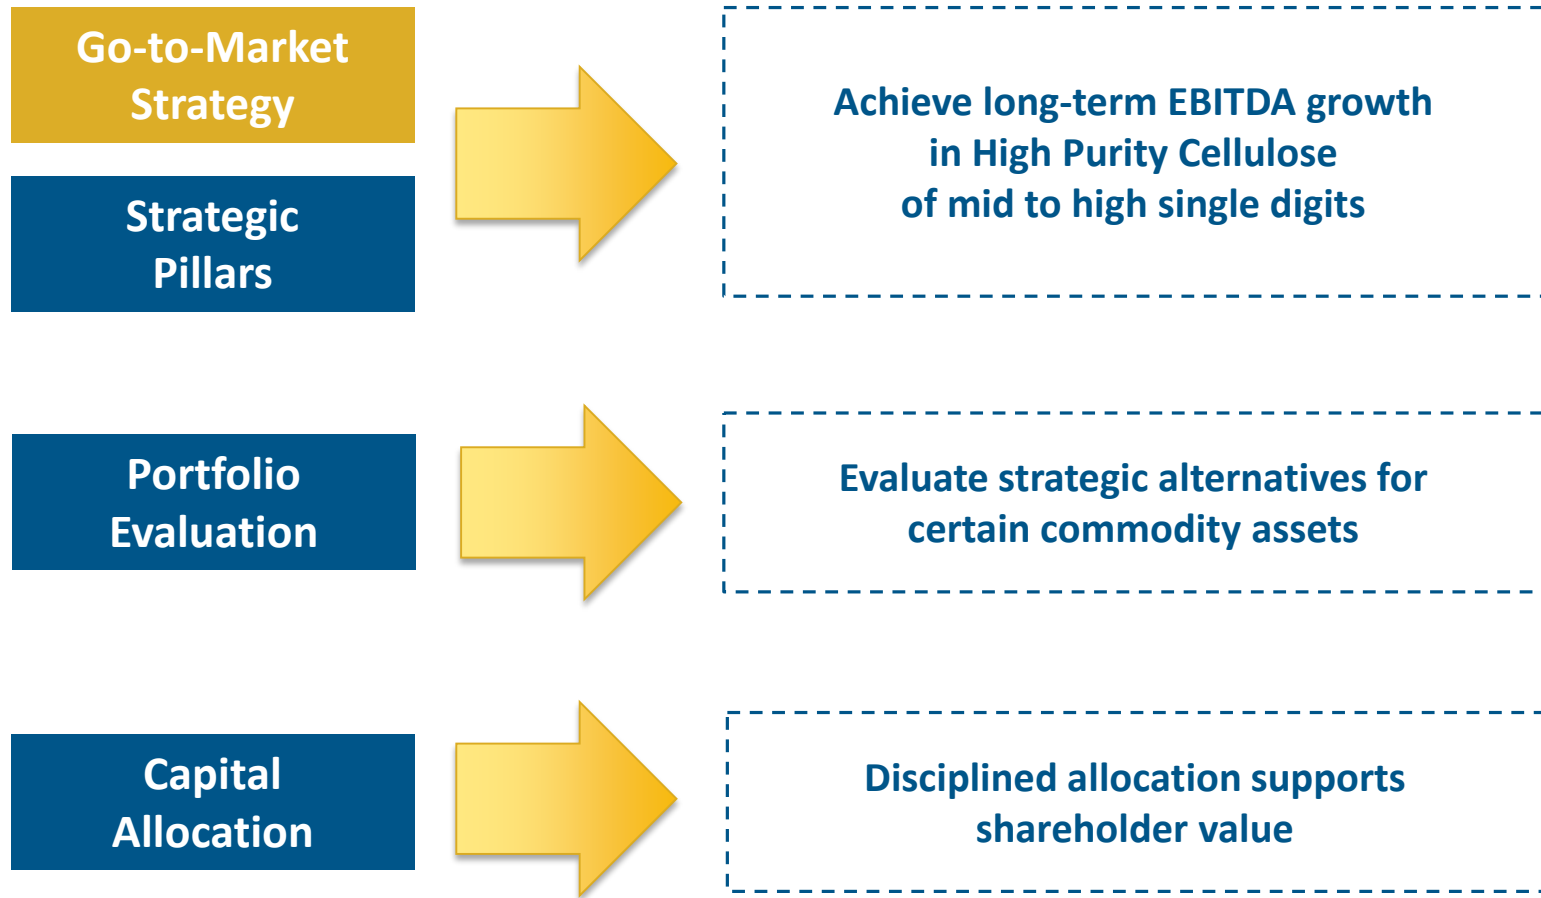 Go-to-Market
Strategy
Strategic
Pillars
Achieve long-term EBITDA growth
in High Purity Cellulose
of mid to high single digits
Portfolio
Evaluation
Evaluate strategic alternatives for
certain commodity assets
Capital
Allocation
Disciplined allocation supports
shareholder value